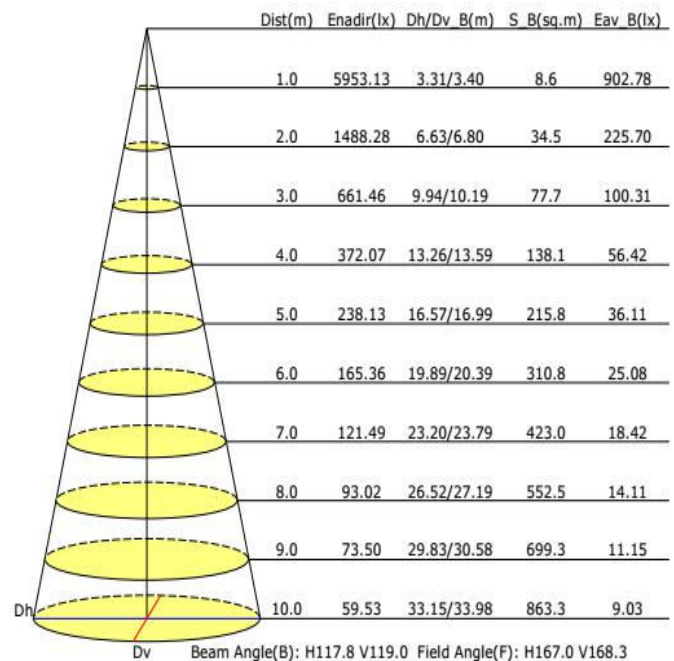 Dist(m) Enadir(lx) Dh/Dv_B(m) S_B(sq.m) Eav_B(lx)
1.0 5953.13 3.31/3.40 8.6 902.78
2.0 1488.28 6.63/6.80 34.5 225.70
3.0 661.46 9.94/10.19 77.7 100.31
4.0 372.07 13.26/13.59 138.1 56.42
5.0 238.13 16.57/16.99 215.8 36.11
6.0 165.36 19.89/20.39 310.8 25.08
7.0 121.49 23.20/23.79 423.0 18.42
8.0 93.02 26.52/27.19 552.5 14.11
9.0 73.50 29.83/30.58 699.3 11.15
Dh 10.0 59.53 33.15/33.98 863.3 9.03
Dv Beam Angle(B): H117.8 V119.0 Field Angle(F): H167.0 V168.3